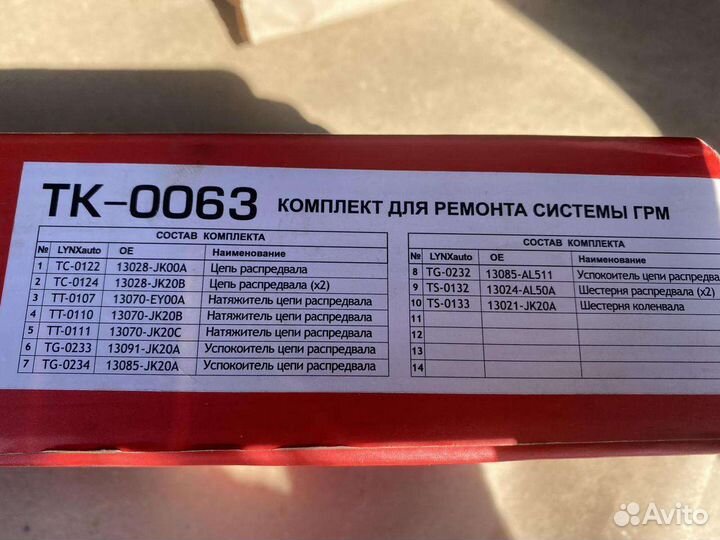 TK-0063 КОМПЛЕКТ ДЛЯ РЕМОНТА СИСТЕМЫ ГРМ
СОСТАВ КОМПЛЕКТА
№ LYNXauto OE Наименование
1 TC-0122 13028-JK00A Цепь распредвала
2 TC-0124 13028-JK20B Цепь распредвала (x2)
3 TT-0107 13070-EY00A Натяжитель цепи распредвала
4 TT-0110 13070-JK20B Натяжитель цепи распредвала
5 TT-0111 13070-JK20C Натяжитель цепи распредвала
6 TG-0233 13091-JK20A Успокоитель цепи распредвала
7 TG-0234 13085-JK20A Успокоитель цепи распредвала
СОСТАВ КОМПЛЕКТА
№ LYNXauto OE Наименование
8 TG-0232 13085-AL511 Успокоитель цепи распредвала
9 TS-0132 13024-AL50A Шестерня распредвала (x2)
10 TS-0133 13021-JK20A Шестерня коленвала
11
12
13
14
Avito